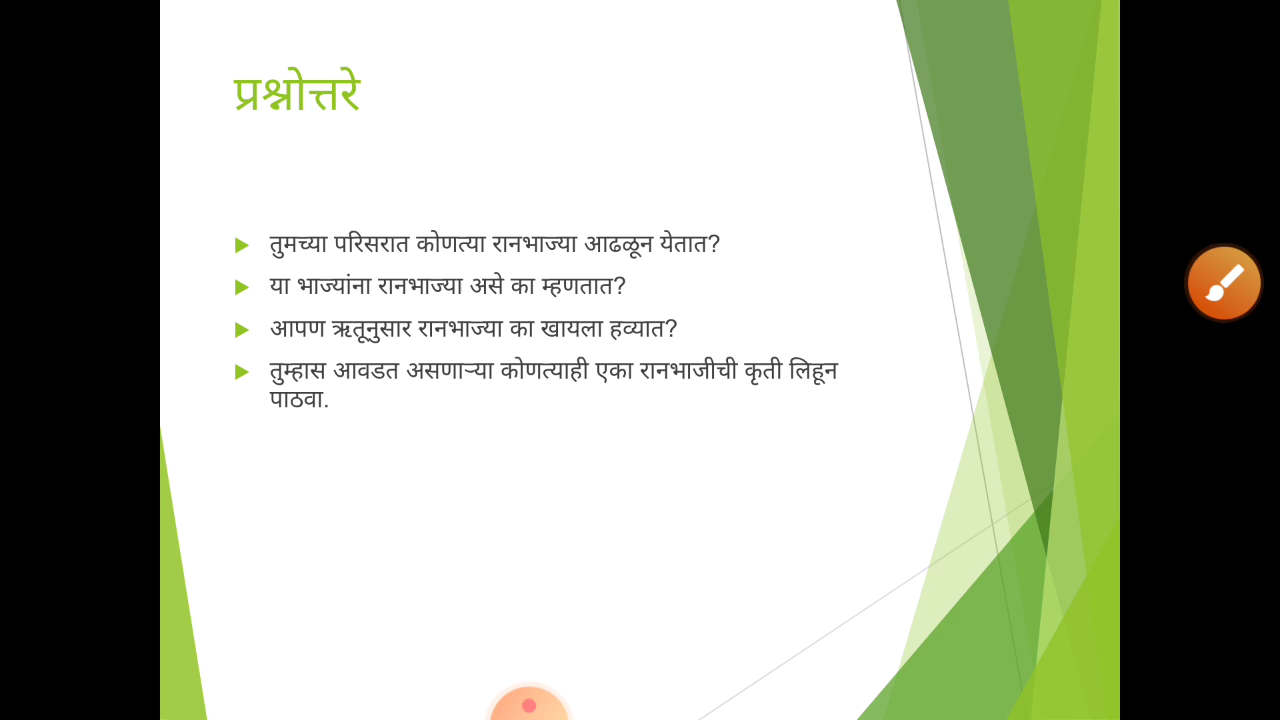 प्रश्नोत्तरे
तुमच्या परिसरात कोणत्या रानभाज्या आढळून येतात?
या भाज्यांना रानभाज्या असे का म्हणतात?
आपण ऋतूनुसार रानभाज्या का खायला हव्यात?
तुम्हास आवडत असणाऱ्या कोणत्याही एका रानभाजीची कृती लिहून
पाठवा.